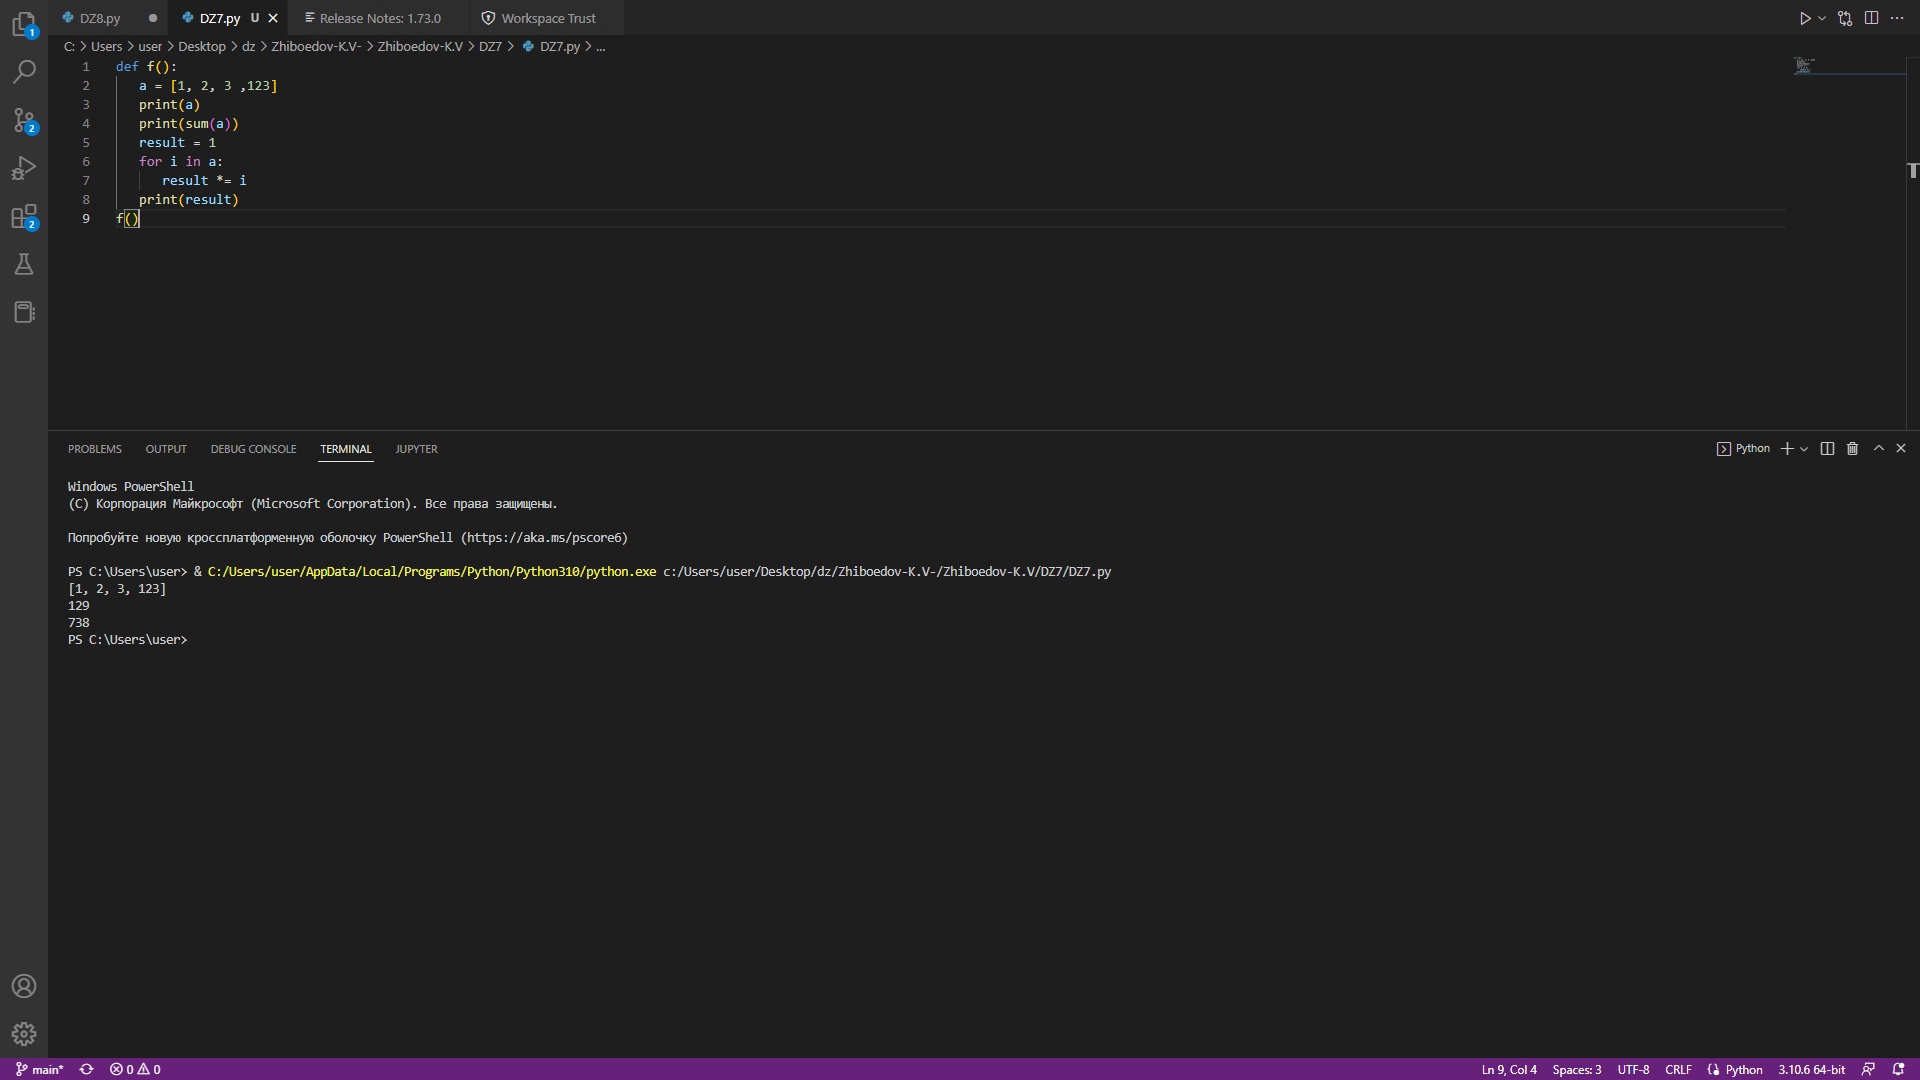 DZ8.py
DZ7.py U
Release Notes: 1.73.0
Workspace Trust
C: > Users > user > Desktop > dz > Zhiboedov-K.V- > Zhiboedov-K.V > DZ7 > DZ7.py > ...
1 def f():
2 a = [1, 2, 3 ,123]
3 print(a)
4 print(sum(a))
5 result = 1
6 for i in a:
7 result *= i
8 print(result)
9 f()
1
2
2
PROBLEMS OUTPUT DEBUG CONSOLE TERMINAL JUPYTER
Python
Windows PowerShell
(C) Корпорация Майкрософт (Microsoft Corporation). Все права защищены.
Попробуйте новую кроссплатформенную оболочку PowerShell (https://aka.ms/pscore6)
PS C:\Users\user> & C:/Users/user/AppData/Local/Programs/Python/Python310/python.exe c:/Users/user/Desktop/dz/Zhiboedov-K.V-/Zhiboedov-K.V/DZ7/DZ7.py
[1, 2, 3, 123]
129
738
PS C:\Users\user>
main* 0 0 Ln 9, Col 4 Spaces: 3 UTF-8 CRLF Python 3.10.6 64-bit